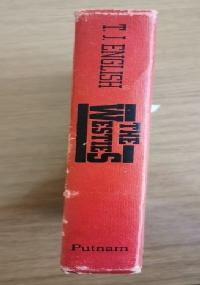 T. J. ENGLISH
THE
WESTIES
Putnam